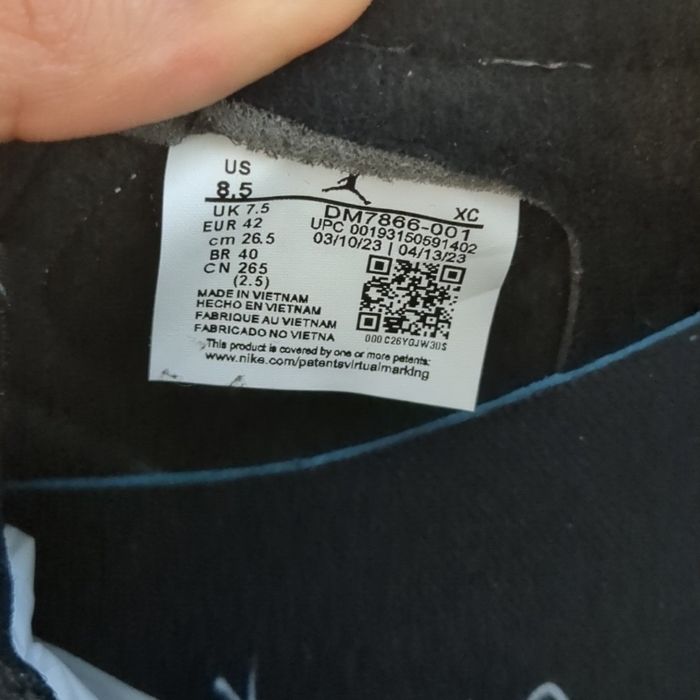 US
8.5
UK 7.5
EUR 42
cm 26.5
BR 40
CN 265
(2.5)
XC
DM7866-001
UPC 00193150591402
03/10/23 | 04/13/23
MADE IN VIETNAM
HECHO EN VIETNAM
FABRIQUE AU VIETNAM
FABRICADO NO VIETNA
000C26YOJW3US
This product is covered by one or more patents:
www.nike.com/patentsvirtualmarking